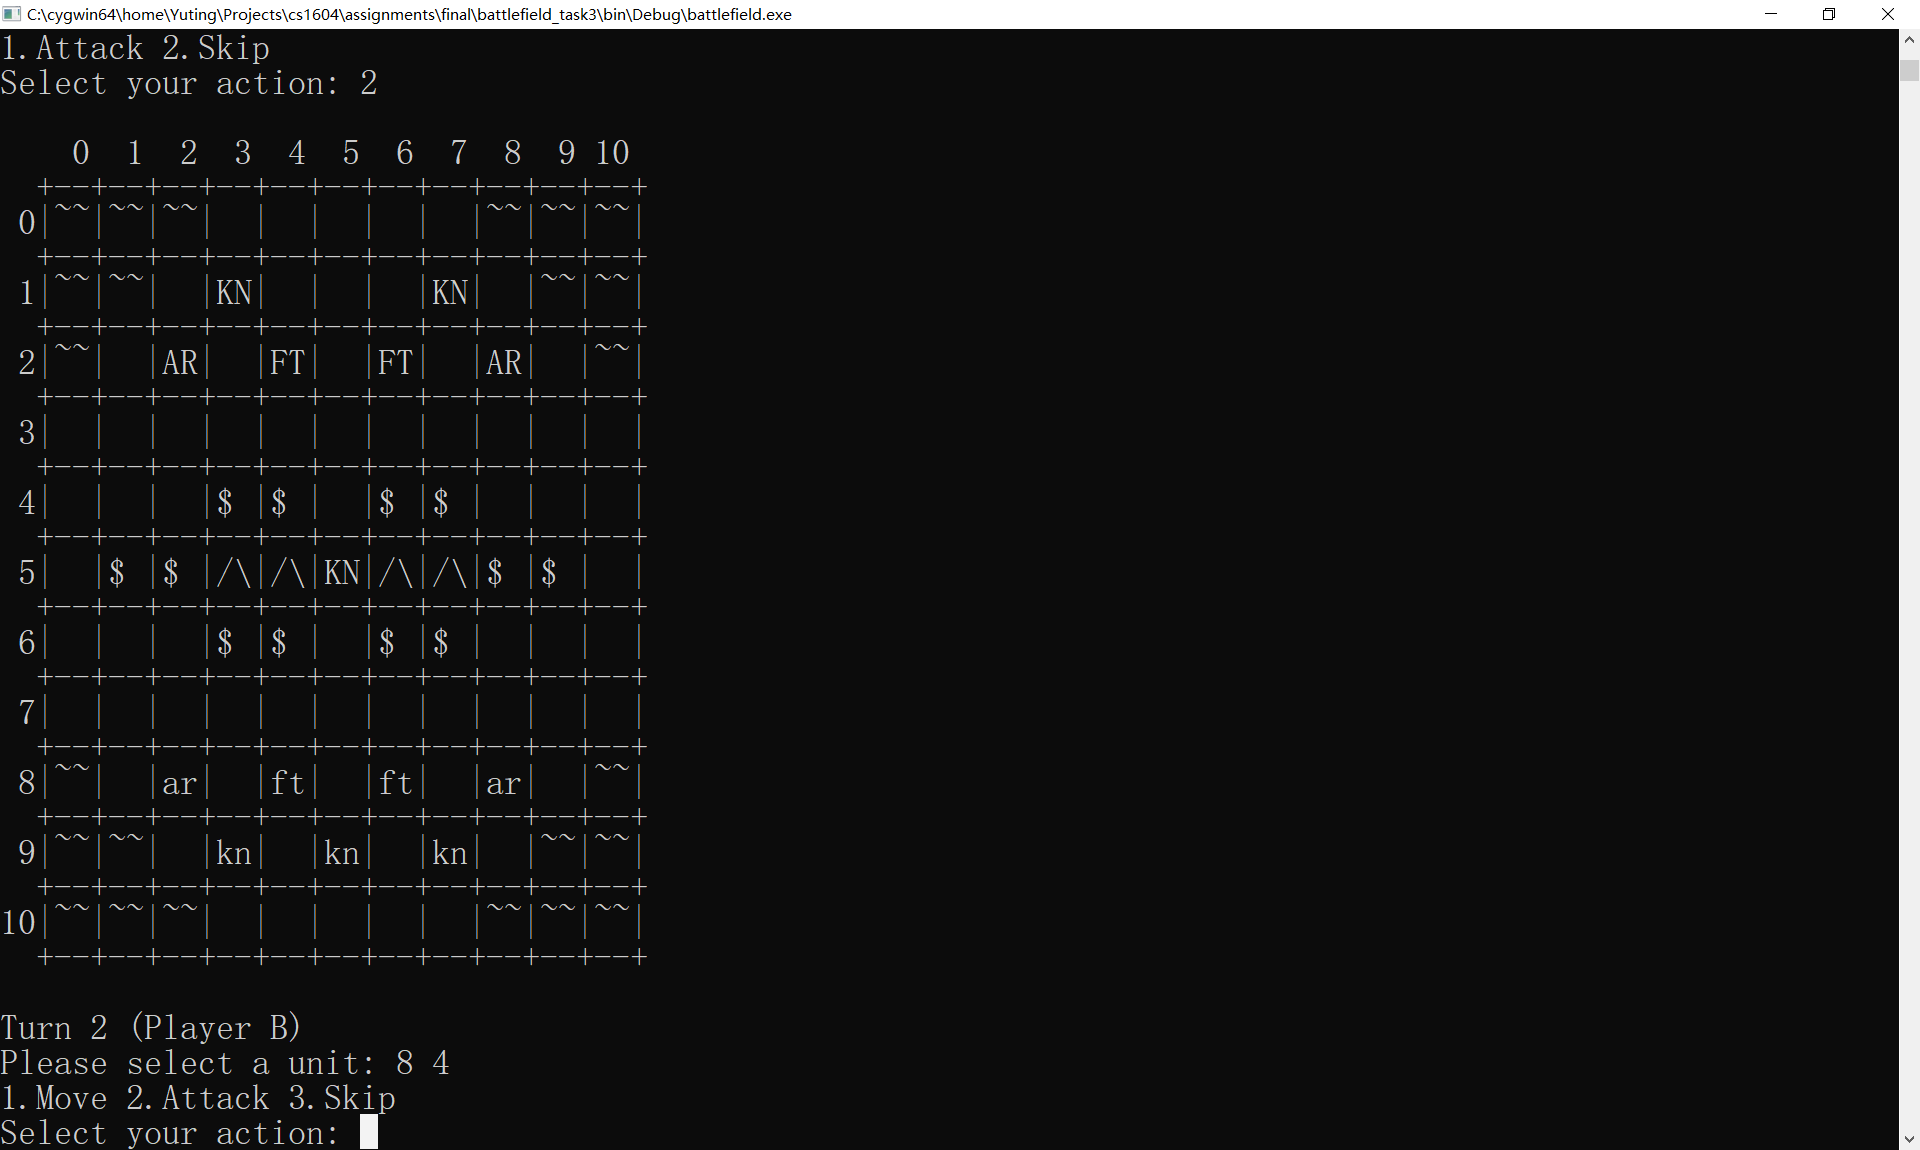 C:\cygwin64\home\Yuting\Projects\cs1604\assignments\final\battlefield_task3\bin\Debug\battlefield.exe
1.Attack 2.Skip
Select your action: 2
    0  1  2  3  4  5  6  7  8  9 10
  +--+--+--+--+--+--+--+--+--+--+--+
 0|~~|~~|~~|  |  |  |  |  |~~|~~|~~|
  +--+--+--+--+--+--+--+--+--+--+--+
 1|~~|~~|  |KN|  |  |  |KN|  |~~|~~|
  +--+--+--+--+--+--+--+--+--+--+--+
 2|~~|  |AR|  |FT|  |FT|  |AR|  |~~|
  +--+--+--+--+--+--+--+--+--+--+--+
 3|  |  |  |  |  |  |  |  |  |  |  |
  +--+--+--+--+--+--+--+--+--+--+--+
 4|  |  |  |$ |$ |  |$ |$ |  |  |  |
  +--+--+--+--+--+--+--+--+--+--+--+
 5|  |$ |$ |/\|/\|KN|/\|/\|$ |$ |  |
  +--+--+--+--+--+--+--+--+--+--+--+
 6|  |  |  |$ |$ |  |$ |$ |  |  |  |
  +--+--+--+--+--+--+--+--+--+--+--+
 7|  |  |  |  |  |  |  |  |  |  |  |
  +--+--+--+--+--+--+--+--+--+--+--+
 8|~~|  |ar|  |ft|  |ft|  |ar|  |~~|
  +--+--+--+--+--+--+--+--+--+--+--+
 9|~~|~~|  |kn|  |kn|  |kn|  |~~|~~|
  +--+--+--+--+--+--+--+--+--+--+--+
10|~~|~~|~~|  |  |  |  |  |~~|~~|~~|
  +--+--+--+--+--+--+--+--+--+--+--+
Turn 2 (Player B)
Please select a unit: 8 4
1.Move 2.Attack 3.Skip
Select your action: